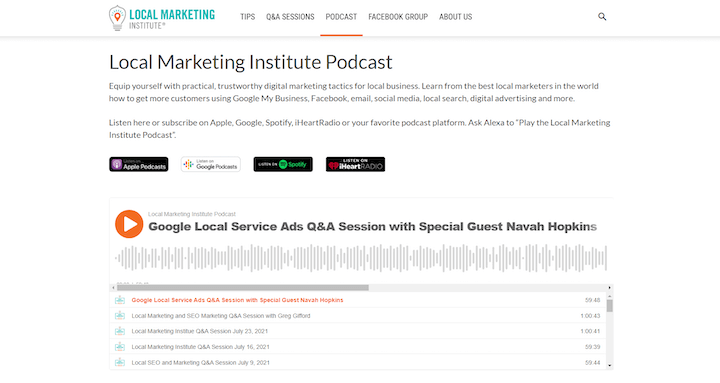 LOCAL MARKETING
INSTITUTE®
TIPS Q&A SESSIONS PODCAST FACEBOOK GROUP ABOUT US
Local Marketing Institute Podcast
Equip yourself with practical, trustworthy digital marketing tactics for local business. Learn from the best local marketers in the world
how to get more customers using Google My Business, Facebook, email, social media, local search, digital advertising and more.
Listen here or subscribe on Apple, Google, Spotify, iHeartRadio or your favorite podcast platform. Ask Alexa to “Play the Local Marketing
Institute Podcast”.
Listen on
Apple Podcasts
Listen on
Google Podcasts
LISTEN ON
Spotify
LISTEN ON
iHeartRADIO
Local Marketing Institute Podcast
Google Local Service Ads Q&A Session with Special Guest Navah Hopkins
Google Local Service Ads Q&A Session with Special Guest Navah Hopkins 59:46
Local Marketing and SEO Marketing Q&A Session with Greg Gifford 1:00:43
Local Marketing Institue Q&A Session July 23, 2021 1:00:41
Local Marketing Institute Q&A Session July 16, 2021 59:39
Local SEO and Marketing Q&A Session July 9, 2021 59:44